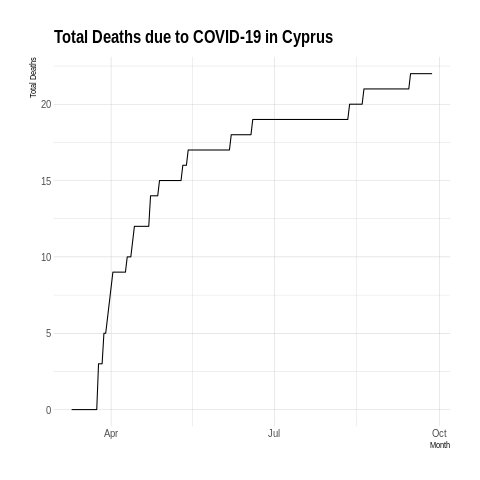 Total Deaths due to COVID-19 in Cyprus
Total Deaths
20
15
10
5
0
Apr
Jul
Oct
Month